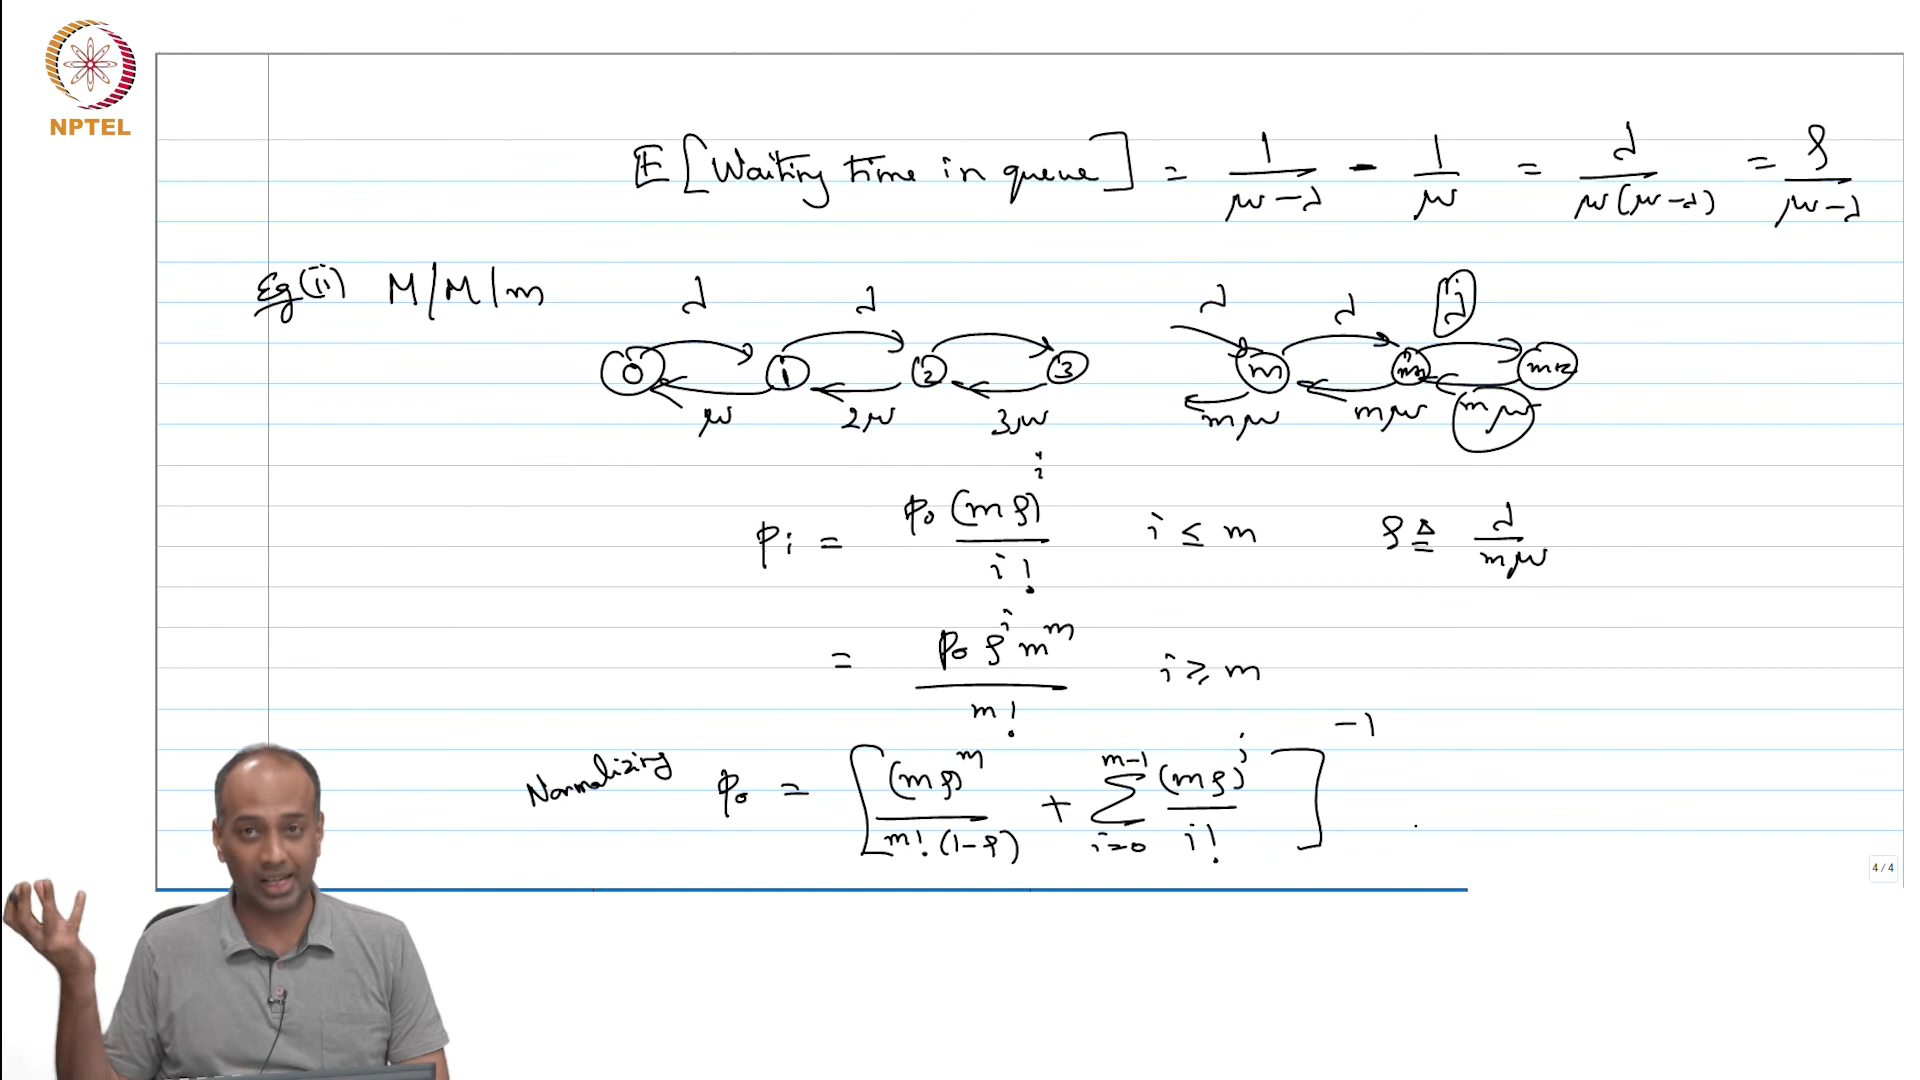 NPTEL
E[Waiting time in queue] = 1/(μ-λ) - 1/μ = λ/(μ(μ-λ)) = ρ/(μ-λ)
Eg(ii) M/M/m
λ λ λ λ λ
0 1 2 3 m m+1 m+2
μ 2μ 3μ mμ mμ mμ
p_i = p_0 (mρ)^i / i! i ≤ m ρ ≜ λ/(mμ)
= p_0 ρ^i m^m / m! i ≥ m
Normalizing p_0 = [(mρ)^m / (m!(1-ρ)) + Σ_{i=0}^{m-1} (mρ)^i / i!]^{-1}
4 / 4